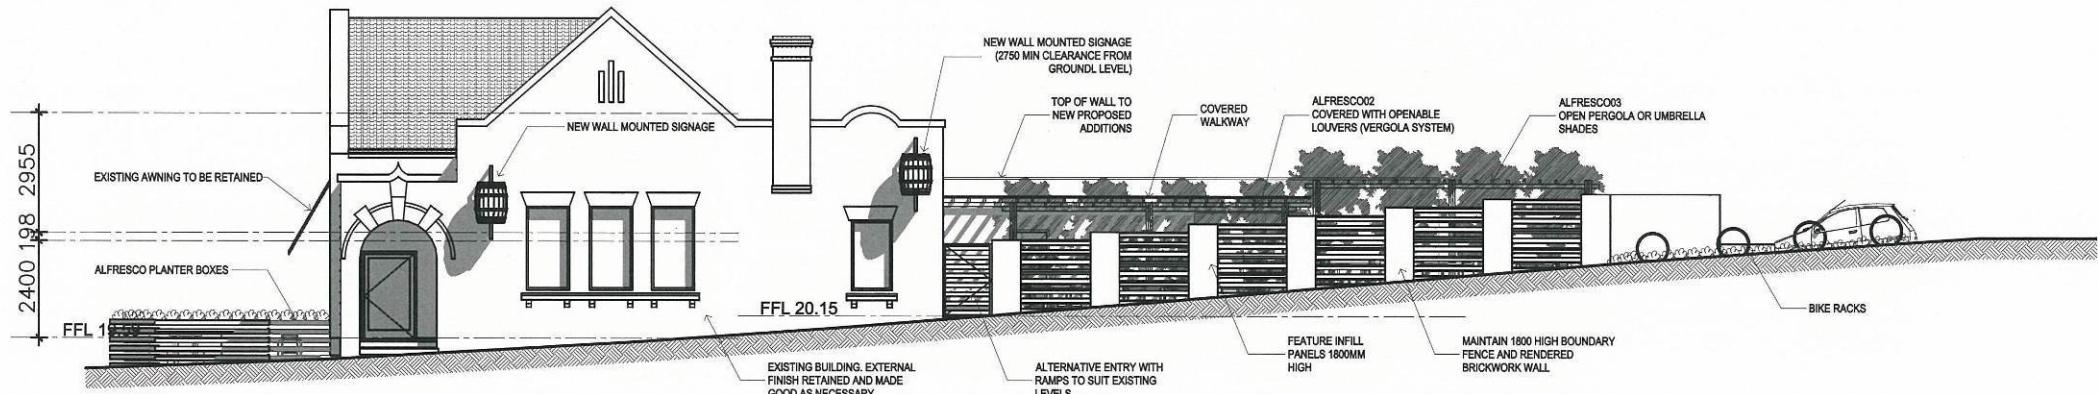 NEW WALL MOUNTED SIGNAGE
(2750 MIN CLEARANCE FROM
GROUNDL LEVEL)
TOP OF WALL TO
NEW PROPOSED
ADDITIONS
COVERED
WALKWAY
ALFRESCO02
COVERED WITH OPENABLE
LOUVERS (VERGOLA SYSTEM)
ALFRESCO03
OPEN PERGOLA OR UMBRELLA
SHADES
NEW WALL MOUNTED SIGNAGE
2955
EXISTING AWNING TO BE RETAINED
198
ALFRESCO PLANTER BOXES
2400
FFL
FFL 20.15
BIKE RACKS
EXISTING BUILDING. EXTERNAL
FINISH RETAINED AND MADE
GOOD AS NECESSARY
ALTERNATIVE ENTRY WITH
RAMPS TO SUIT EXISTING
LEVELS
FEATURE INFILL
PANELS 1800MM
HIGH
MAINTAIN 1800 HIGH BOUNDARY
FENCE AND RENDERED
BRICKWORK WALL